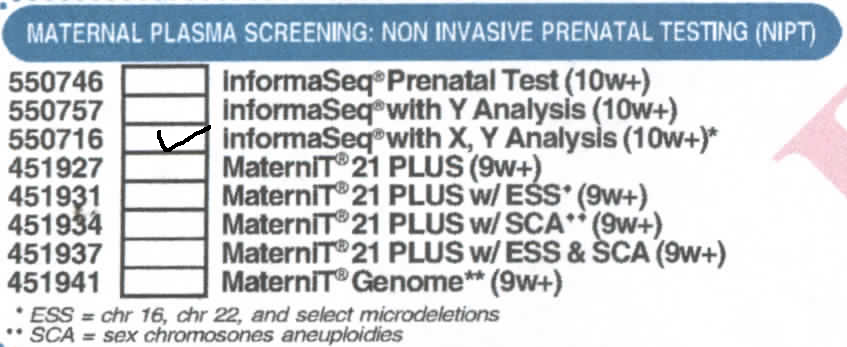 MATERNAL PLASMA SCREENING: NON INVASIVE PRENATAL TESTING (NIPT)
550746 informaSeq® Prenatal Test (10w+)
550757 informaSeq® with Y Analysis (10w+)
550716 ✓ informaSeq® with X, Y Analysis (10w+)*
451927 MaterniT® 21 PLUS (9w+)
451931 MaterniT® 21 PLUS w/ ESS* (9w+)
451934 MaterniT® 21 PLUS w/ SCA** (9w+)
451937 MaterniT® 21 PLUS w/ ESS & SCA (9w+)
451941 MaterniT® Genome** (9w+)
* ESS = chr 16, chr 22, and select microdeletions
** SCA = sex chromosones aneuploidies